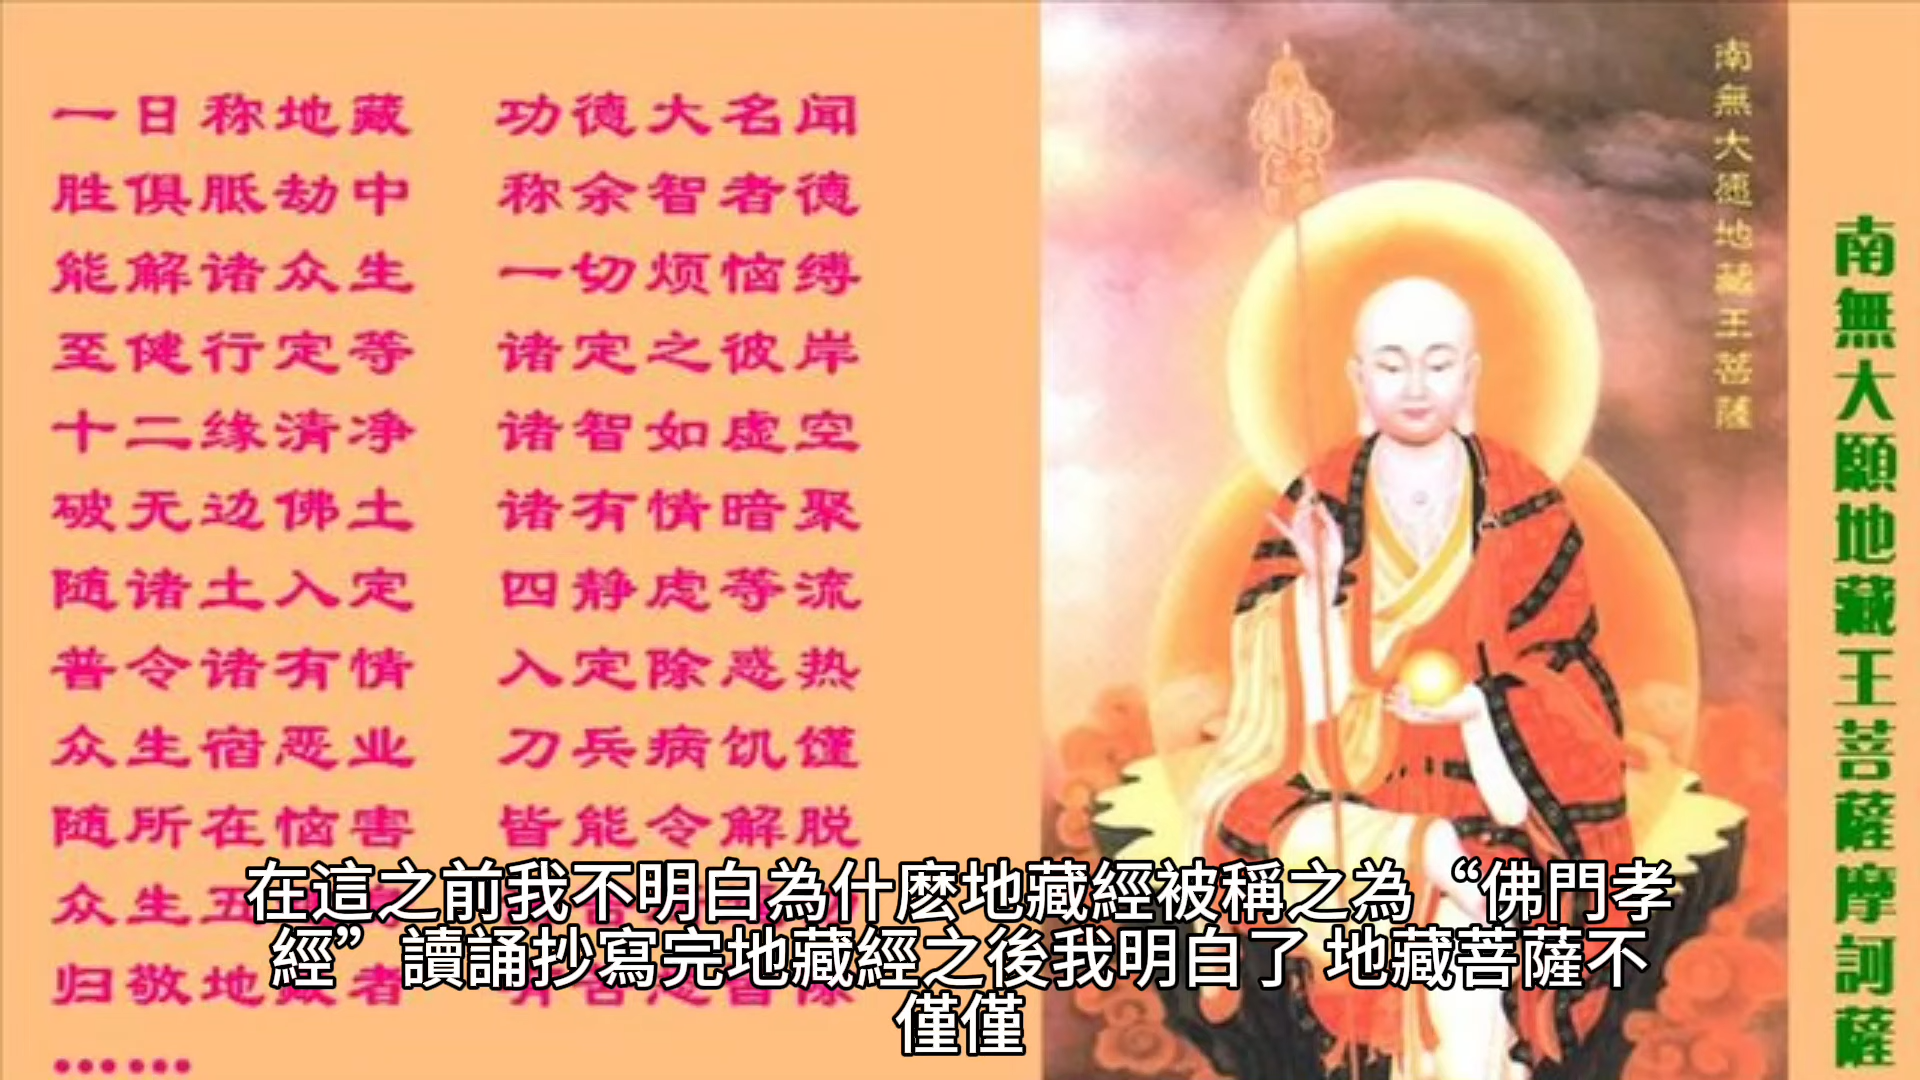 一日称地藏 功德大名闻
胜俱胝劫中 称余智者德
能解诸众生 一切烦恼缚
至健行定等 诸定之彼岸
十二缘清净 诸智如虚空
破无边佛土 诸有情暗聚
随诸土入定 四静虑等流
普令诸有情 入定除惑热
众生宿恶业 刀兵病饥馑
随所在恼害 皆能令解脱
众生五
归敬地藏者
……
南無大願地藏王菩薩
南無大願地藏王菩薩摩訶薩
在這之前我不明白為什麽地藏經被稱之為“佛門孝
經”讀誦抄寫完地藏經之後我明白了 地藏菩薩不
僅僅